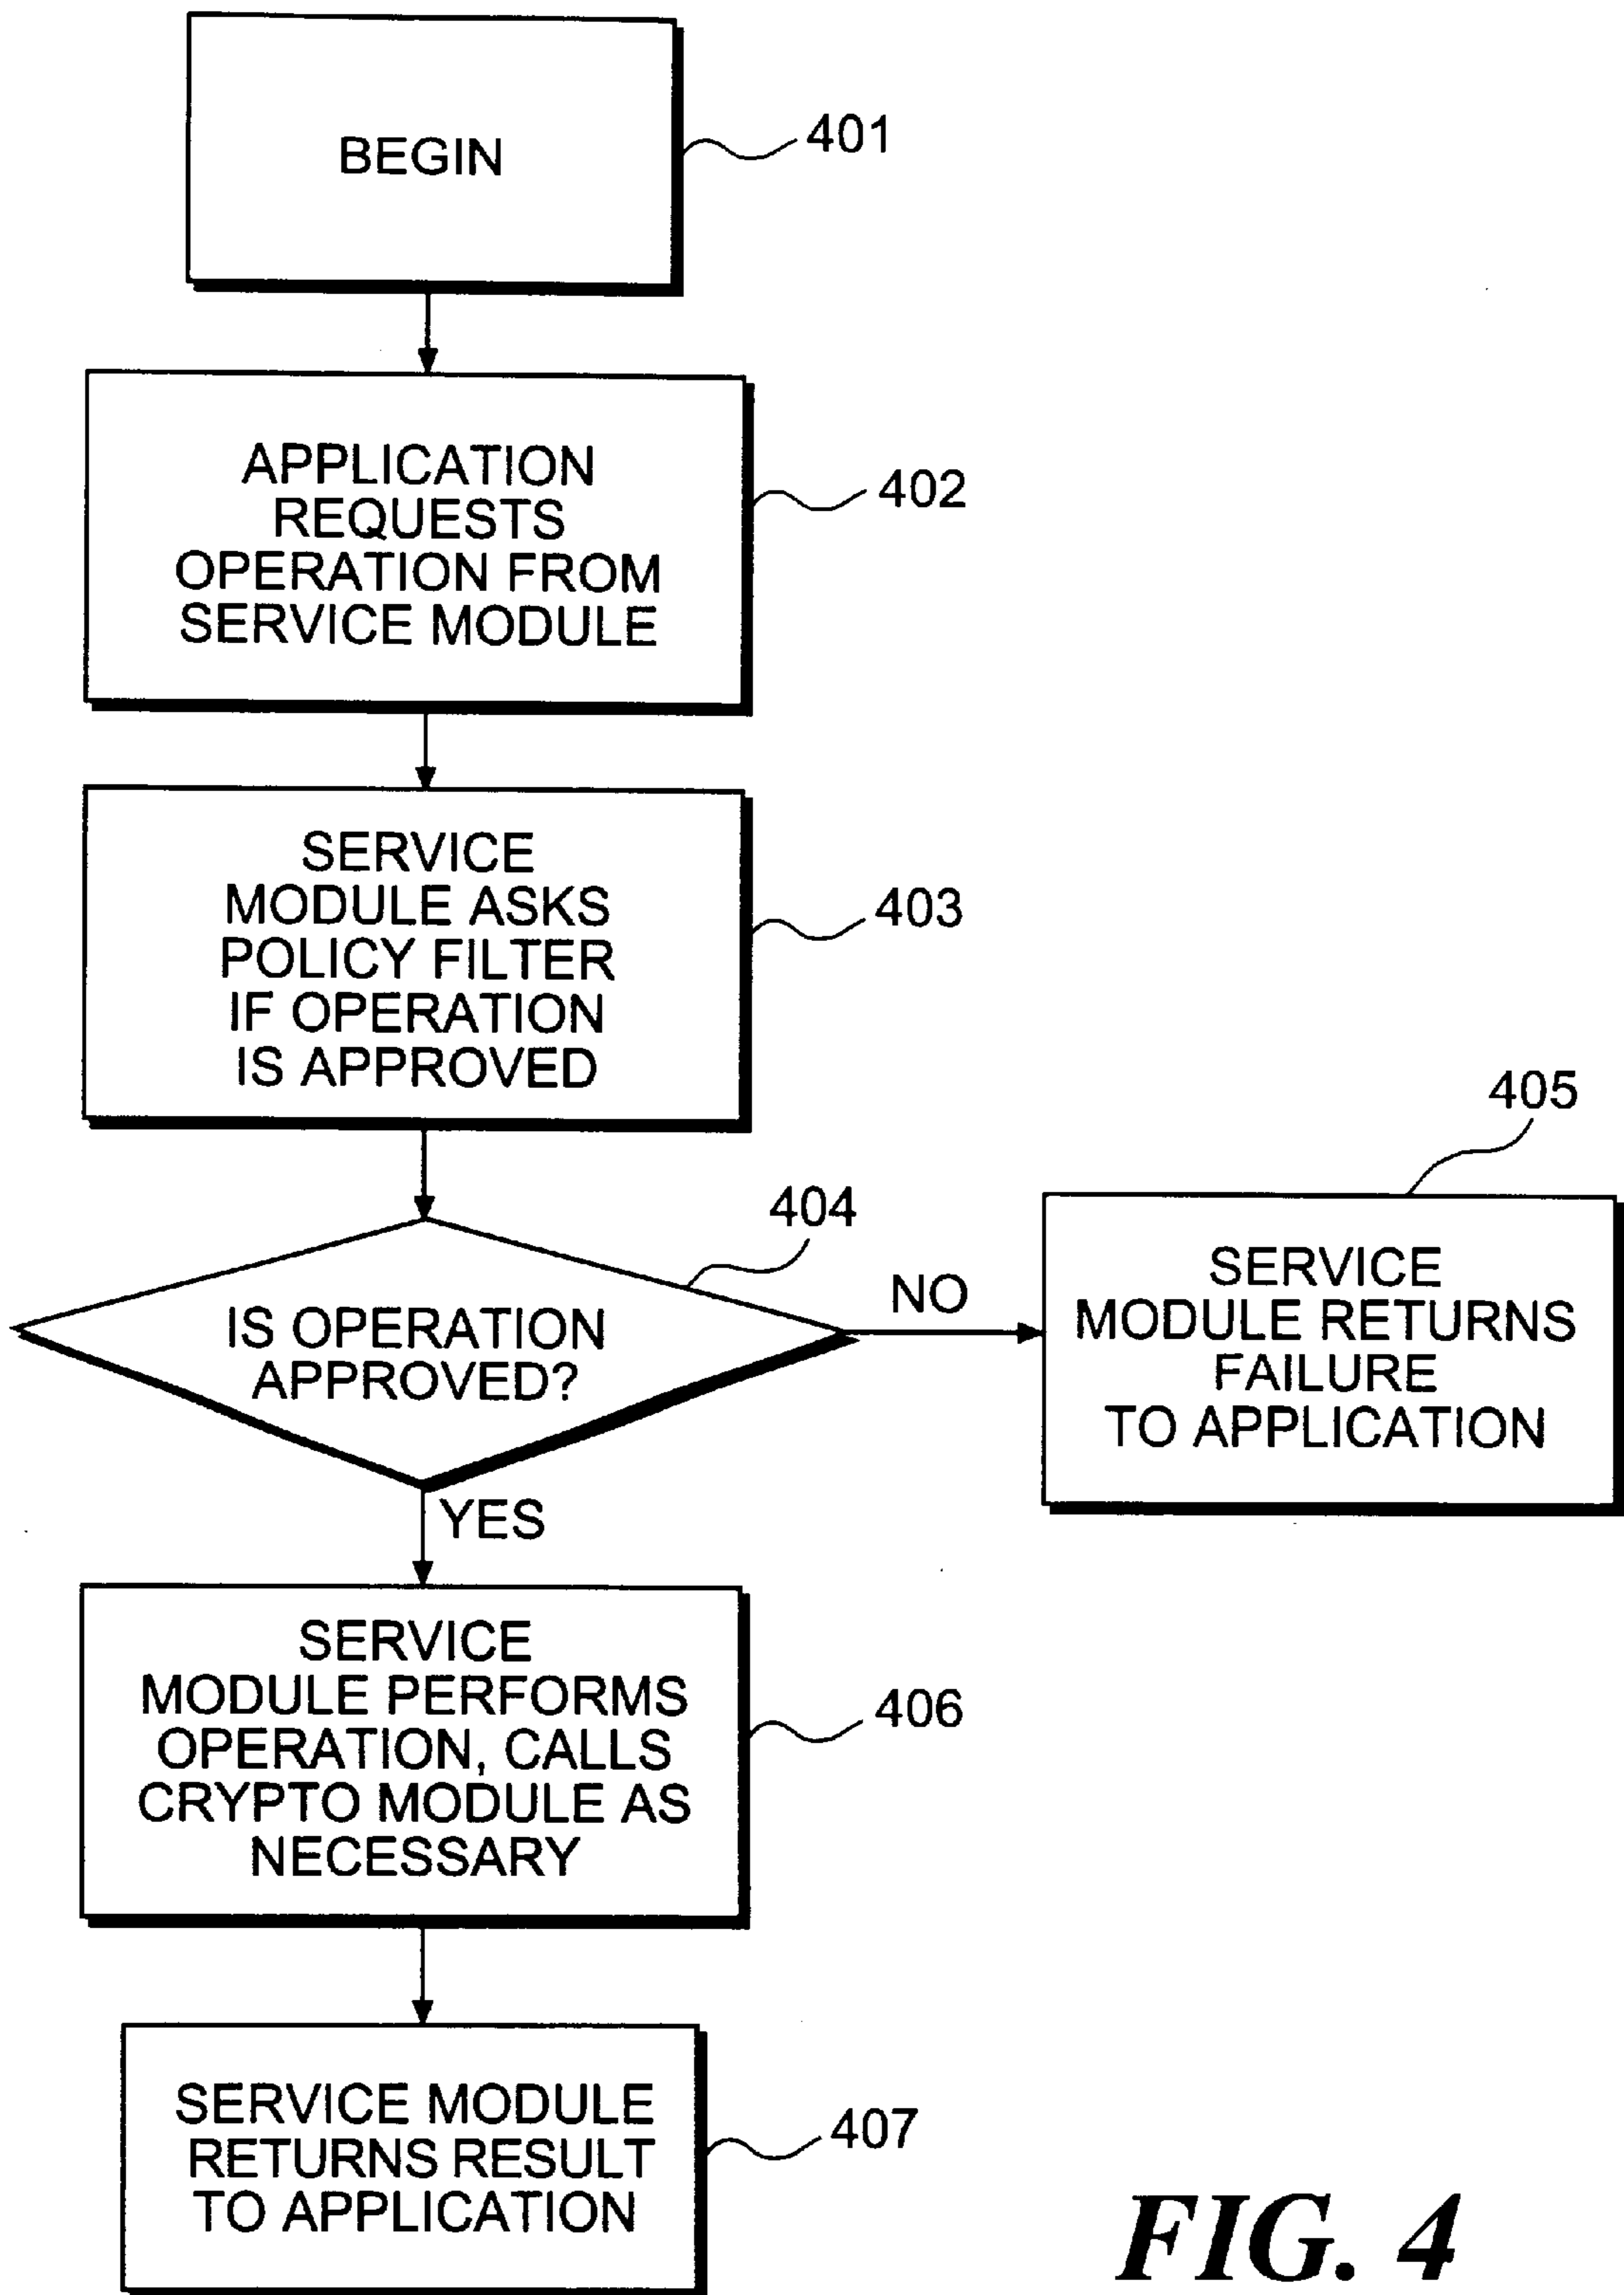 BEGIN
401
APPLICATION
REQUESTS
OPERATION FROM
SERVICE MODULE
402
SERVICE
MODULE ASKS
POLICY FILTER
IF OPERATION
IS APPROVED
403
404
IS OPERATION
APPROVED?
NO
405
SERVICE
MODULE RETURNS
FAILURE
TO APPLICATION
YES
SERVICE
MODULE PERFORMS
OPERATION, CALLS
CRYPTO MODULE AS
NECESSARY
406
SERVICE MODULE
RETURNS RESULT
TO APPLICATION
407
FIG. 4